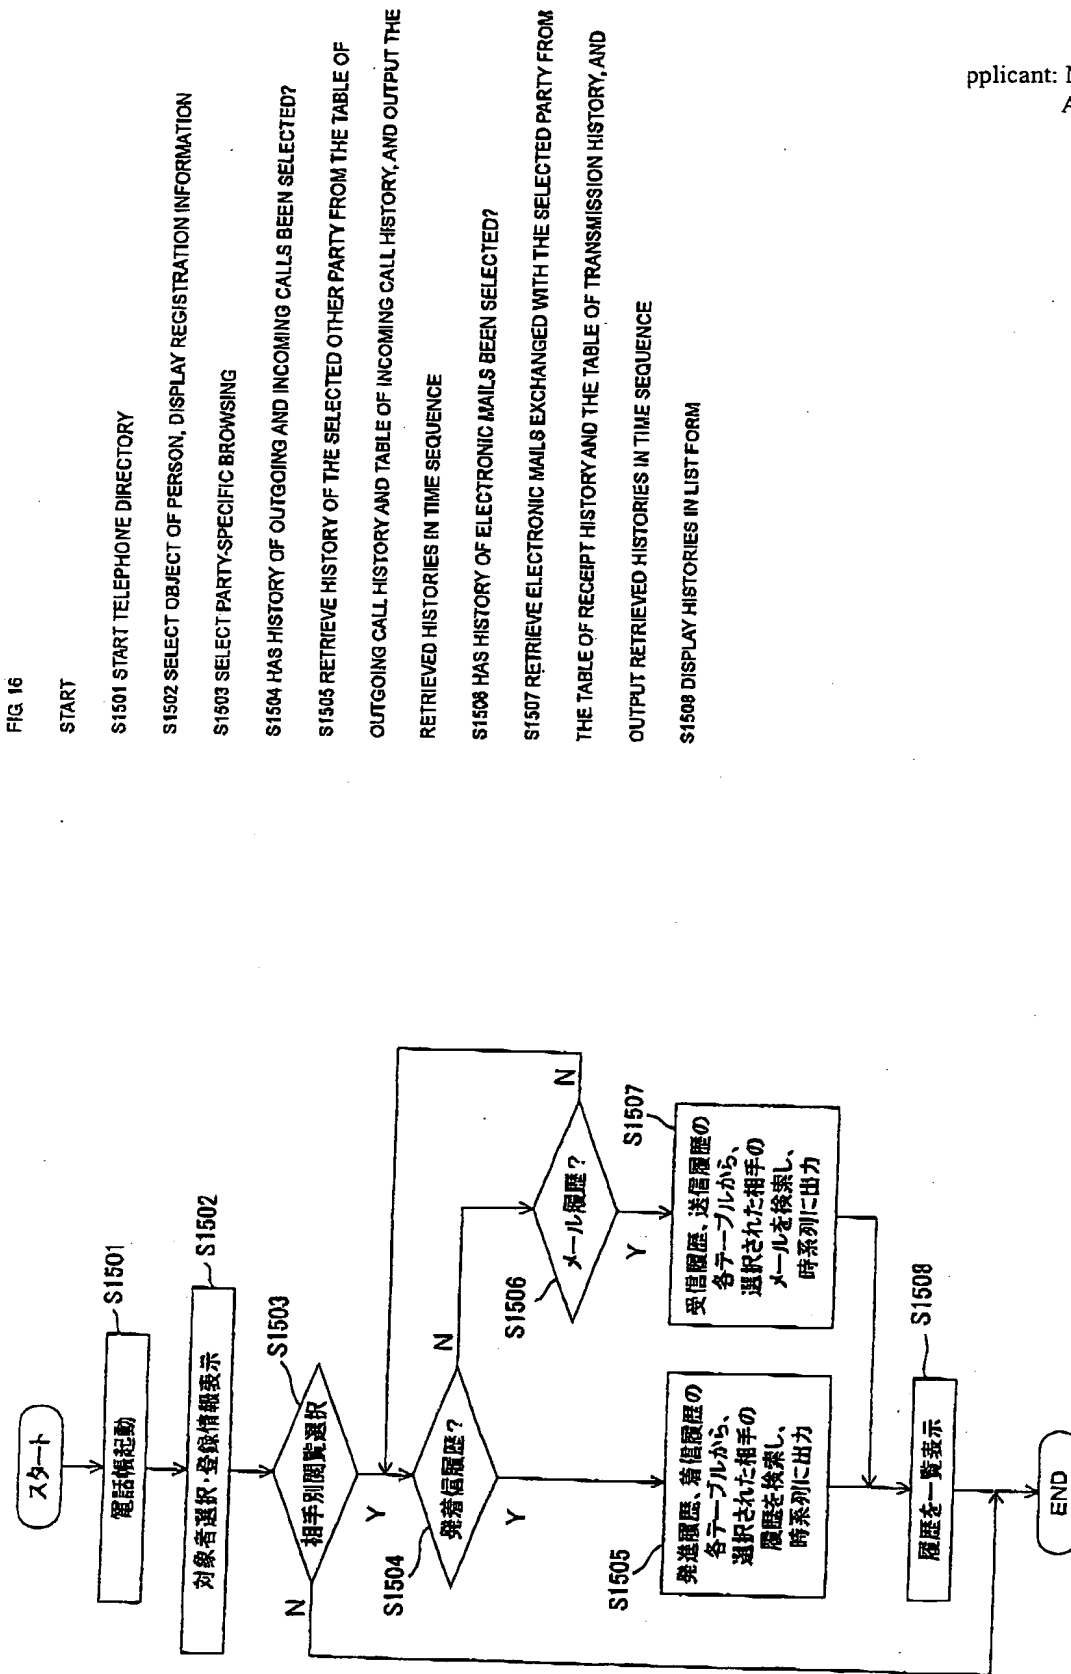 pplicant:
FIG. 16
START
S1501 START TELEPHONE DIRECTORY
S1502 SELECT OBJECT OF PERSON, DISPLAY REGISTRATION INFORMATION
S1503 SELECT PARTY-SPECIFIC BROWSING
S1504 HAS HISTORY OF OUTGOING AND INCOMING CALLS BEEN SELECTED?
S1505 RETRIEVE HISTORY OF THE SELECTED OTHER PARTY FROM THE TABLE OF
OUTGOING CALL HISTORY AND TABLE OF INCOMING CALL HISTORY, AND OUTPUT THE
RETRIEVED HISTORIES IN TIME SEQUENCE
S1506 HAS HISTORY OF ELECTRONIC MAILS BEEN SELECTED?
S1507 RETRIEVE ELECTRONIC MAILS EXCHANGED WITH THE SELECTED PARTY FROM
THE TABLE OF RECEIPT HISTORY AND THE TABLE OF TRANSMISSION HISTORY, AND
OUTPUT RETRIEVED HISTORIES IN TIME SEQUENCE
S1508 DISPLAY HISTORIES IN LIST FORM
スタート
電話帳起動
S1501
対象者選択・登録情報表示
S1502
相手別閲覧選択
S1503
N
Y
発着信履歴?
S1504
N
Y
メール履歴?
S1506
N
Y
発進履歴、着信履歴の
各テーブルから、
選択された相手の
履歴を検索し、
時系列に出力
S1505
受信履歴、送信履歴の
各テーブルから、
選択された相手の
メールを検索し、
時系列に出力
S1507
履歴を一覧表示
S1508
END